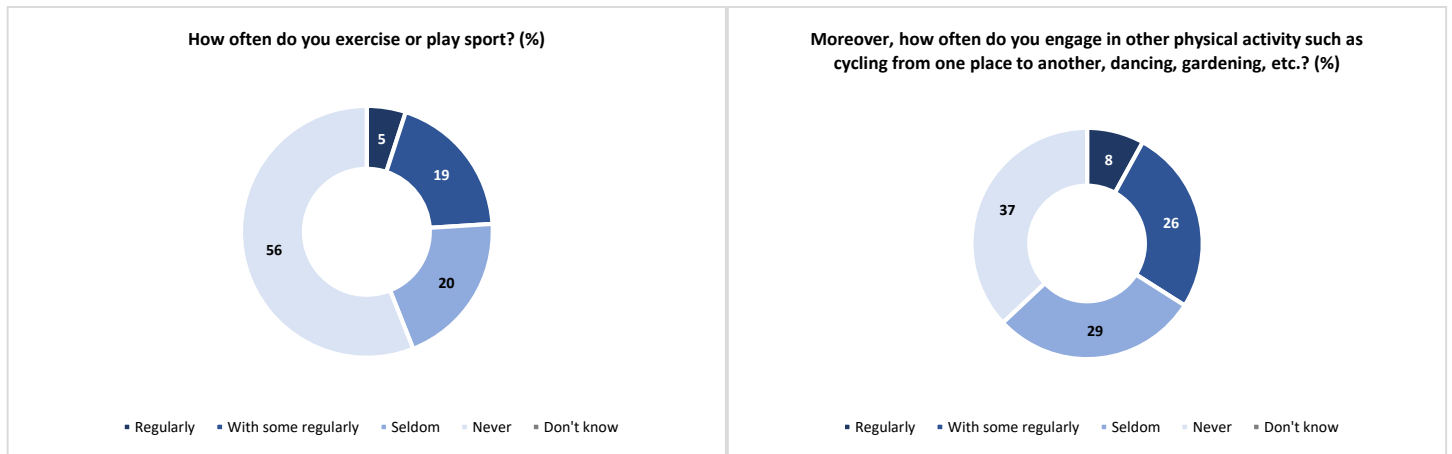 How often do you exercise or play sport? (%)
5
19
20
56
Regularly
With some regularly
Seldom
Never
Don't know
Moreover, how often do you engage in other physical activity such as
cycling from one place to another, dancing, gardening, etc.? (%)
8
26
29
37
Regularly
With some regularly
Seldom
Never
Don't know